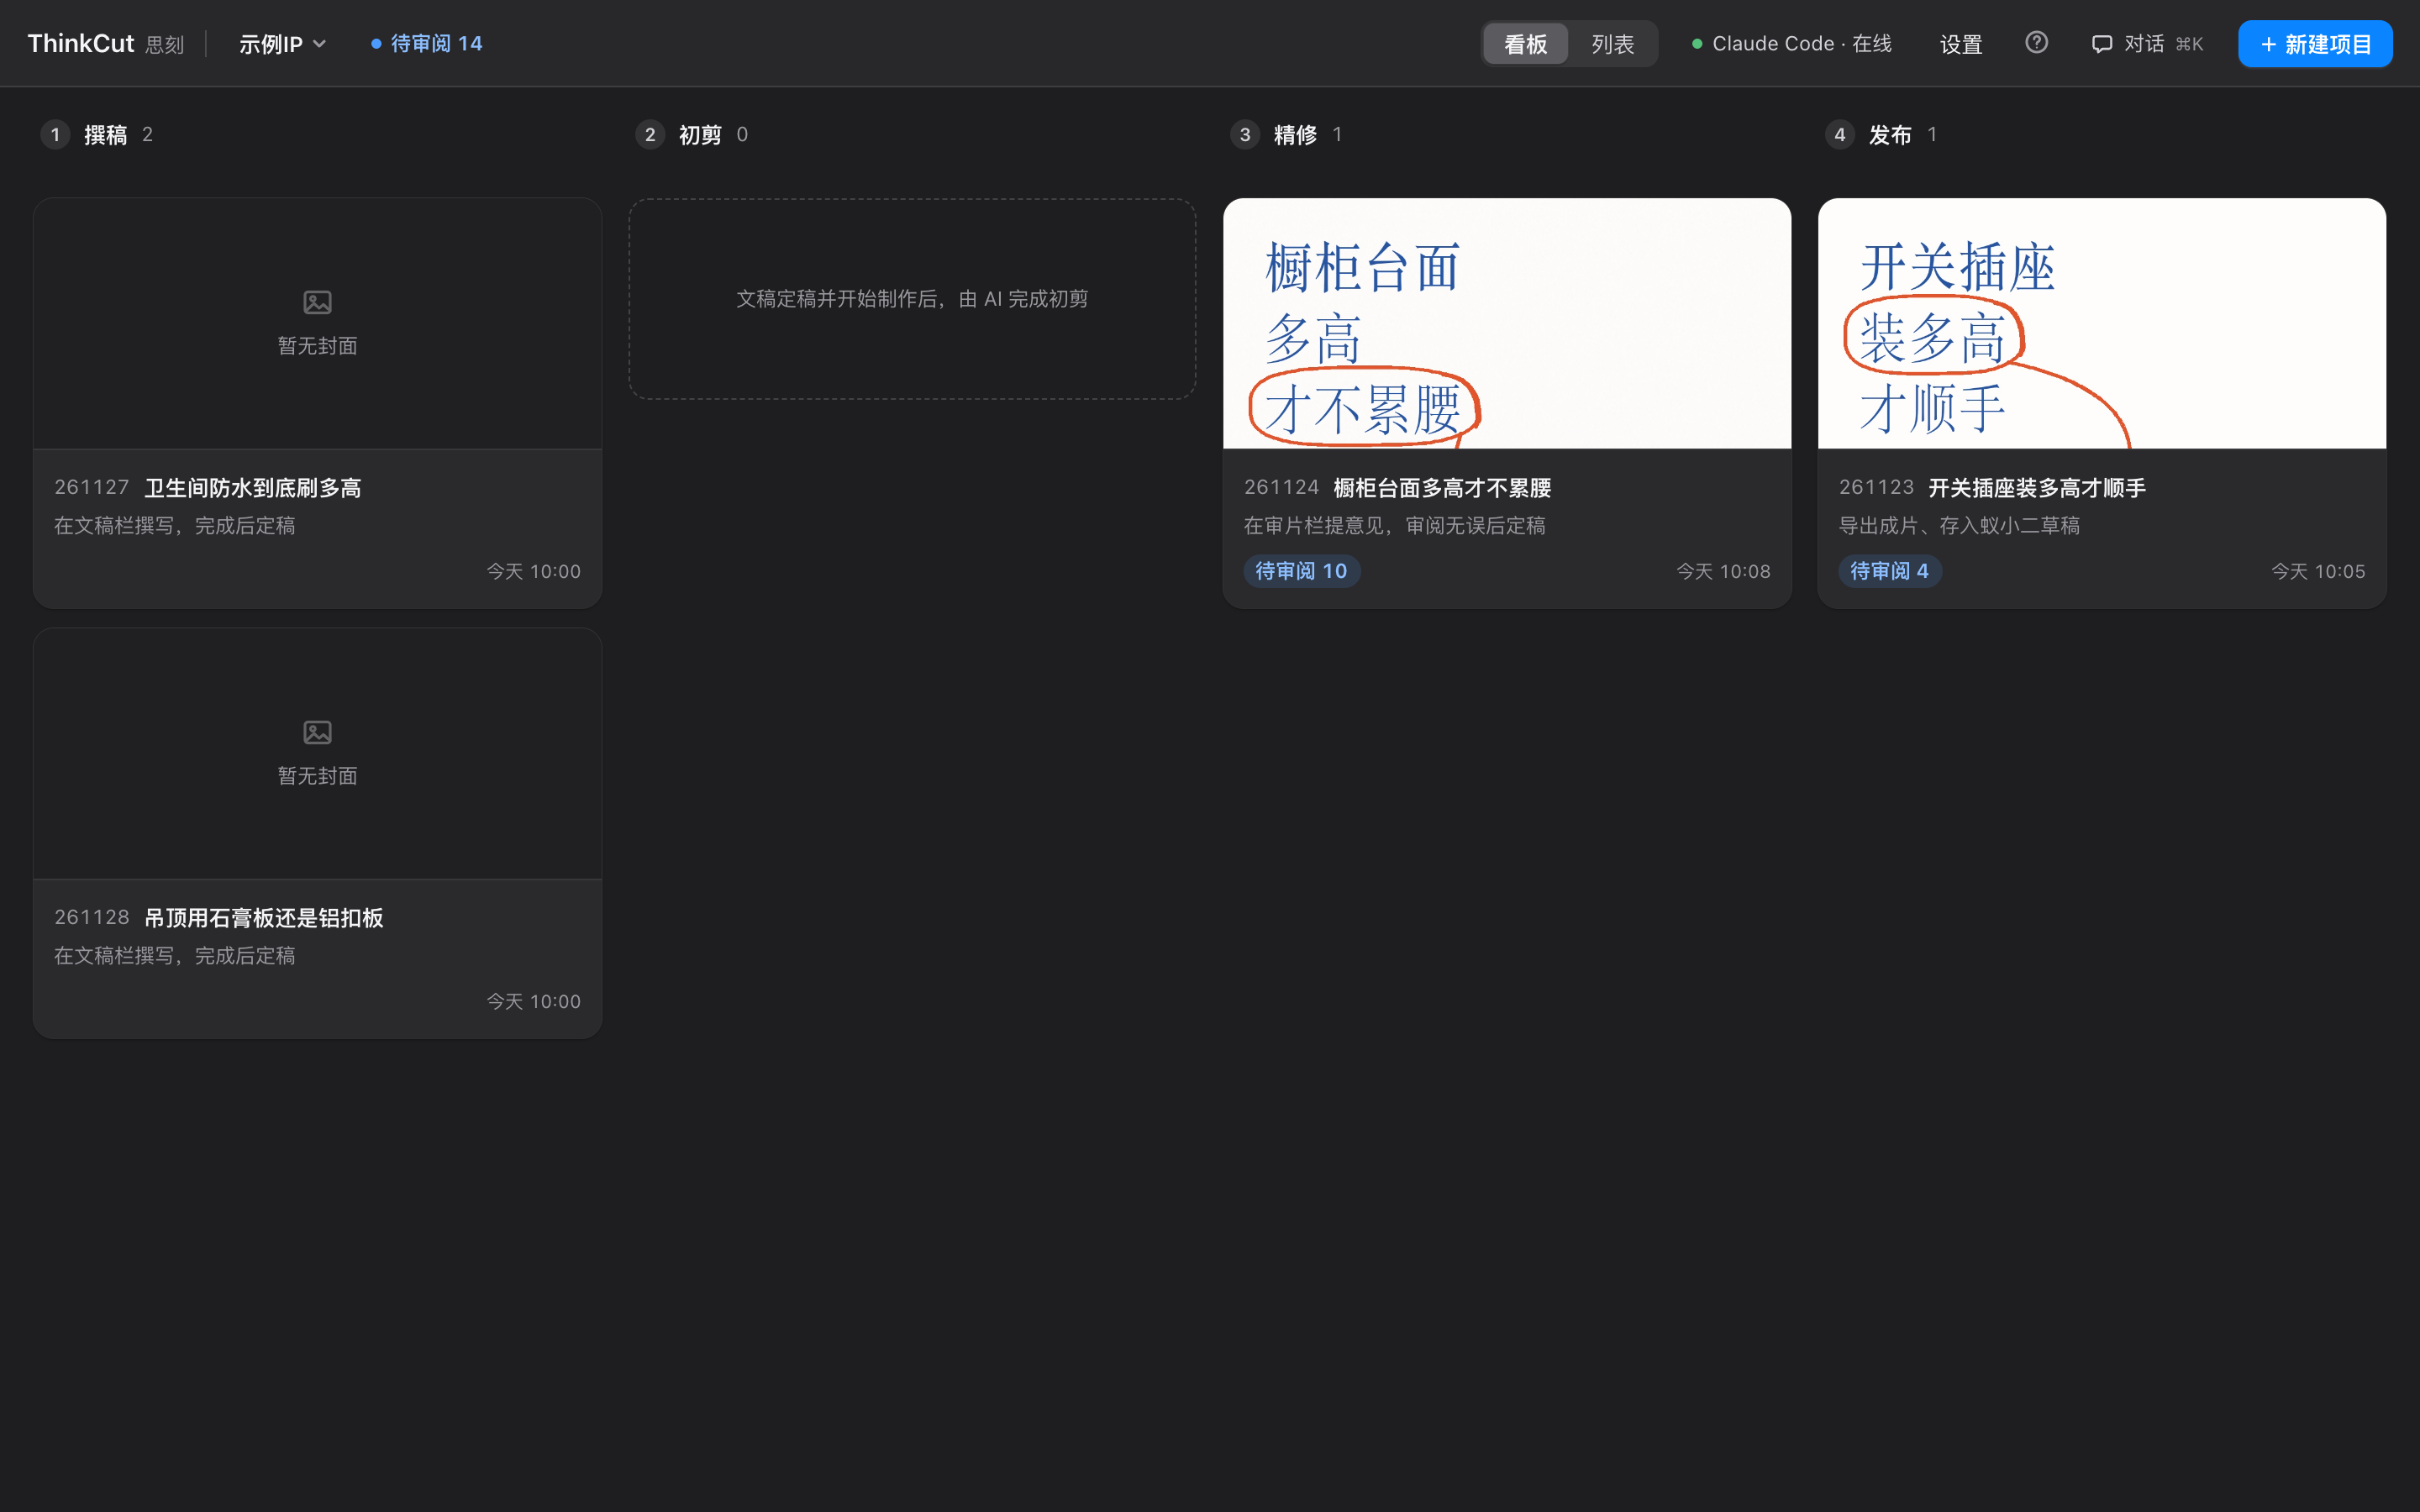 ThinkCut 思刻
示例IP
待审阅 14
看板
列表
Claude Code · 在线
设置
?
对话 ⌘K
+ 新建项目
1 撰稿 2
暂无封面
261127 卫生间防水到底刷多高
在文稿栏撰写，完成后定稿
今天 10:00
暂无封面
261128 吊顶用石膏板还是铝扣板
在文稿栏撰写，完成后定稿
今天 10:00
2 初剪 0
文稿定稿并开始制作后，由 AI 完成初剪
3 精修 1
橱柜台面
多高
才不累腰
261124 橱柜台面多高才不累腰
在审片栏提意见，审阅无误后定稿
待审阅 10
今天 10:08
4 发布 1
开关插座
装多高
才顺手
261123 开关插座装多高才顺手
导出成片、存入蚁小二草稿
待审阅 4
今天 10:05